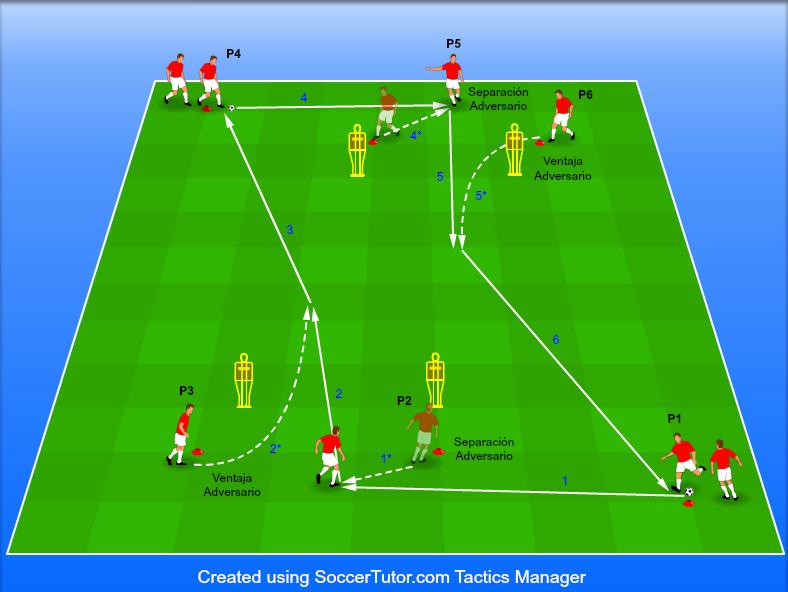 P5
P4
4
Separación
Adversario
P6
4*
Ventaja
Adversario
5
5*
3
6
2
P3
P2
P1
2*
1*
Separación
Adversario
Ventaja
Adversario
1
Created using SoccerTutor.com Tactics Manager